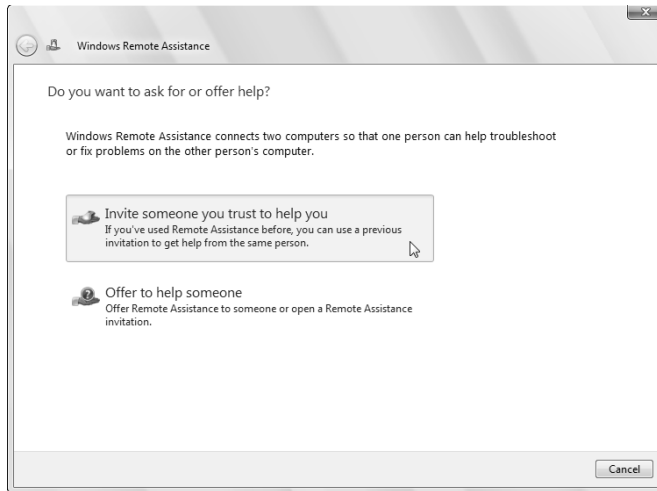 Windows Remote Assistance
Do you want to ask for or offer help?
Windows Remote Assistance connects two computers so that one person can help troubleshoot
or fix problems on the other person's computer.
Invite someone you trust to help you
If you've used Remote Assistance before, you can use a previous
invitation to get help from the same person.
Offer to help someone
Offer Remote Assistance to someone or open a Remote Assistance
invitation.
Cancel